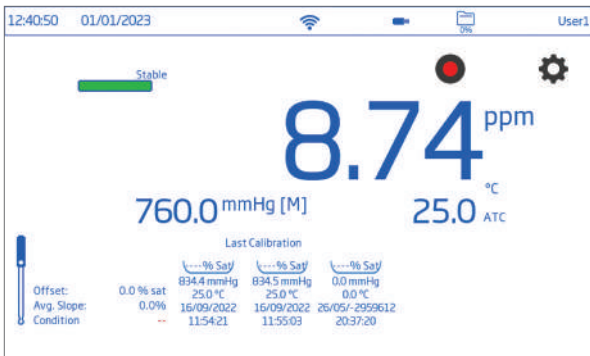 12:40:50 01/01/2023 0% User1
Stable
8.74 ppm
760.0 mmHg [M] 25.0 °C ATC
Last Calibration
---% Sat ---% Sat ---% Sat
834.4 mmHg 834.5 mmHg 0.0 mmHg
Offset: 0.0 % sat 25.0 °C 25.0 °C 0.0 °C
Avg. Slope: 0.0% 16/09/2022 16/09/2022 26/05/-2959612
Condition -- 11:54:21 11:55:03 20:37:20